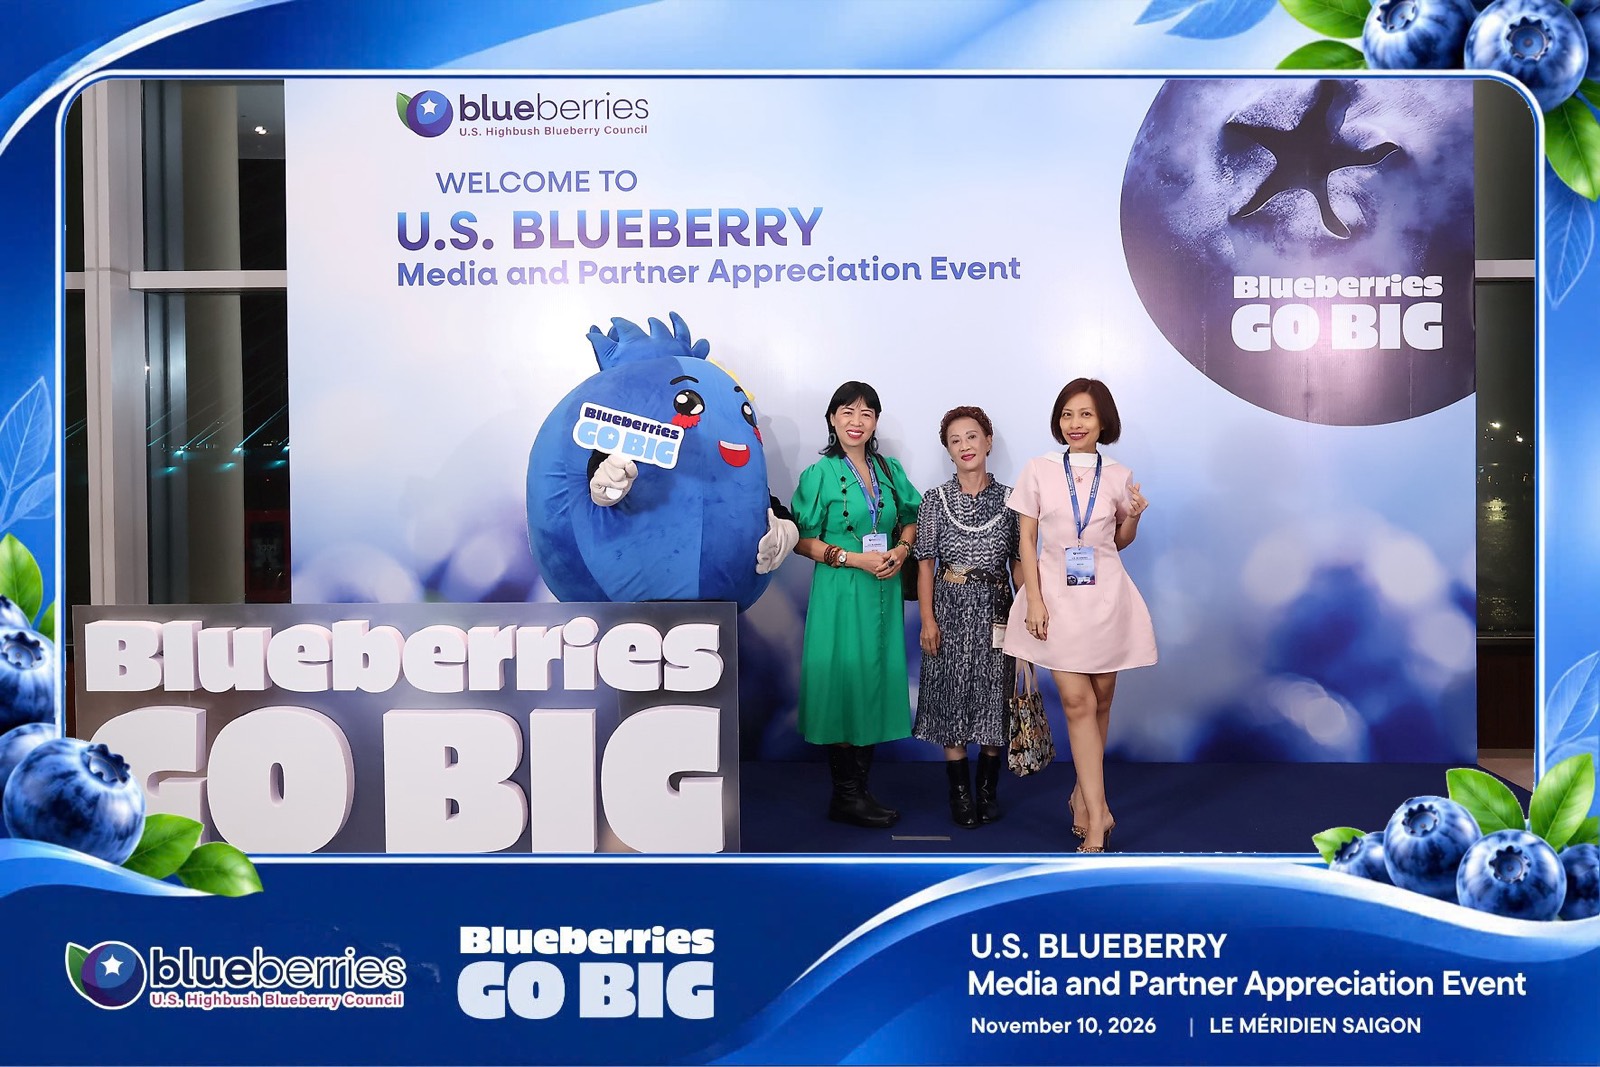 blueberries
U.S. Highbush Blueberry Council
WELCOME TO
U.S. BLUEBERRY
Media and Partner Appreciation Event
Blueberries
GO BIG
Blueberries
GO BIG
Blueberries
GO BIG
blueberries
U.S. Highbush Blueberry Council
Blueberries
GO BIG
U.S. BLUEBERRY
Media and Partner Appreciation Event
November 10, 2026 | LE MÉRIDIEN SAIGON